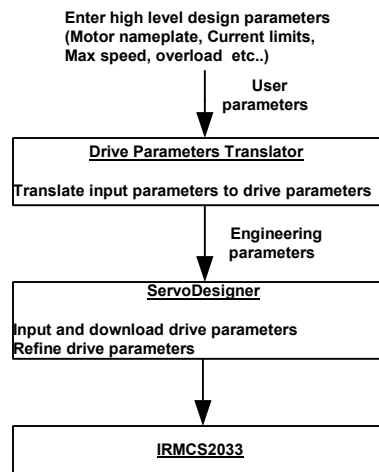 Enter high level design parameters
(Motor nameplate, Current limits,
Max speed, overload etc..)
User
parameters
Drive Parameters Translator
Translate input parameters to drive parameters
Engineering
parameters
ServoDesigner
Input and download drive parameters
Refine drive parameters
IRMCS2033